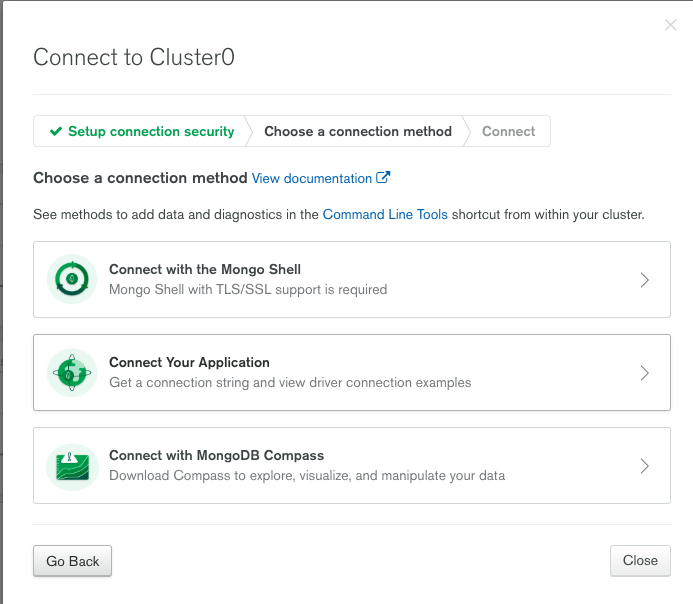 Connect to Cluster0
Setup connection security
Choose a connection method
Connect
Choose a connection method View documentation
See methods to add data and diagnostics in the Command Line Tools shortcut from within your cluster.
Connect with the Mongo Shell
Mongo Shell with TLS/SSL support is required
Connect Your Application
Get a connection string and view driver connection examples
Connect with MongoDB Compass
Download Compass to explore, visualize, and manipulate your data
Go Back
Close